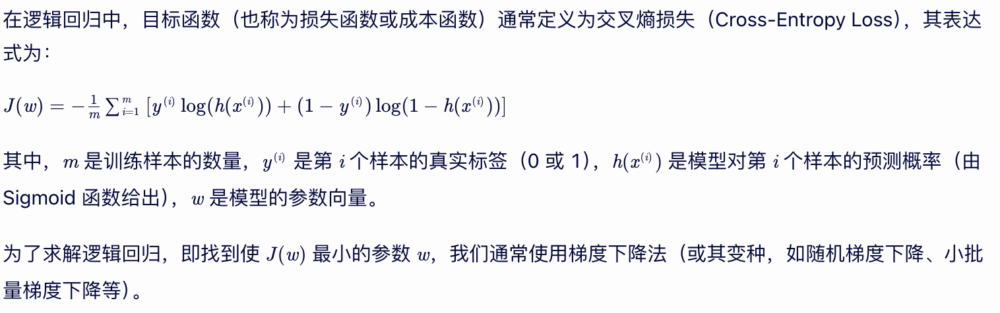 在逻辑回归中，目标函数（也称为损失函数或成本函数）通常定义为交叉熵损失（Cross-Entropy Loss），其表达
式为：
$J(w) = -\frac{1}{m} \sum_{i=1}^{m} [y^{(i)} \log(h(x^{(i)})) + (1 - y^{(i)}) \log(1 - h(x^{(i)}))]$
其中，$m$ 是训练样本的数量，$y^{(i)}$ 是第 $i$ 个样本的真实标签（0 或 1），$h(x^{(i)})$ 是模型对第 $i$ 个样本的预测概率（由
Sigmoid 函数给出），$w$ 是模型的参数向量。
为了求解逻辑回归，即找到使 $J(w)$ 最小的参数 $w$，我们通常使用梯度下降法（或其变种，如随机梯度下降、小批
量梯度下降等）。